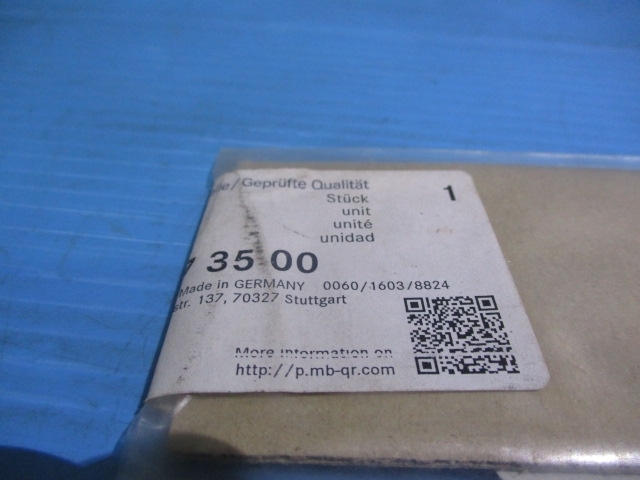 /Geprüfte Qualität
Stück
unit
unité
unidad
1
35 00
Made in GERMANY 0060/1603/8824
str. 137, 70327 Stuttgart
More information on
http://p.mb-qr.com